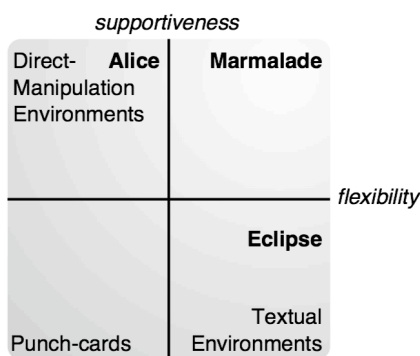 supportiveness
Direct- Alice
Manipulation
Environments
Marmalade
flexibility
Eclipse
Textual
Environments
Punch-cards